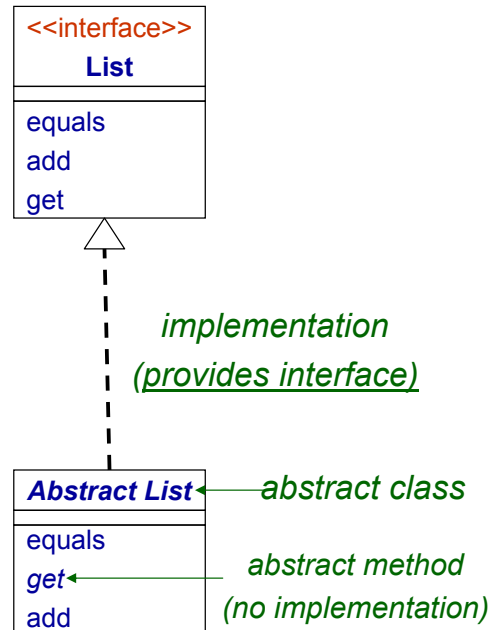 <<interface>>
List
equals
add
get
implementation
(provides interface)
Abstract List
abstract class
equals
get
abstract method
(no implementation)
add